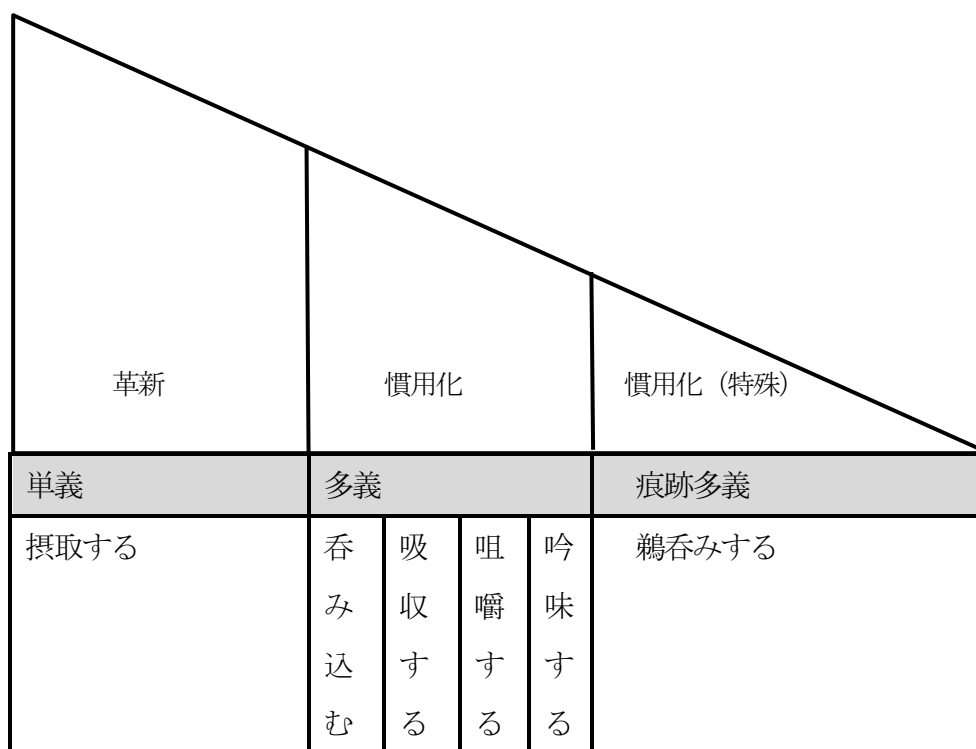 革新
慣用化
慣用化（特殊）
単義
多義
痕跡多義
摂取する
呑み込む
吸収する
咀嚼する
吟味する
鵜呑みする